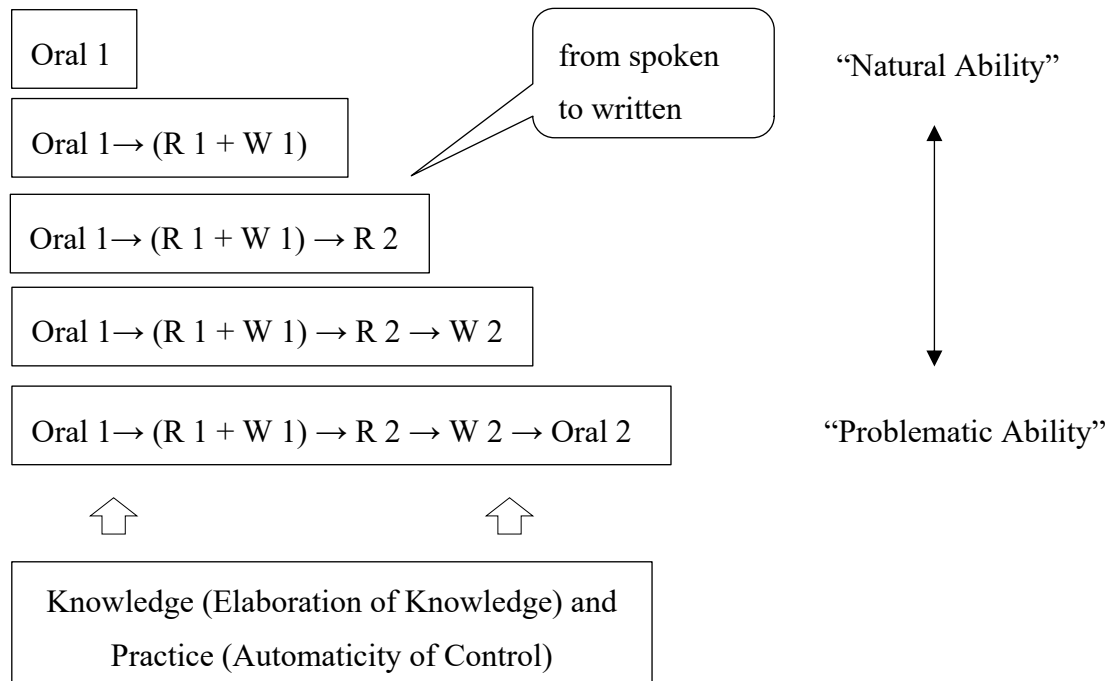 Oral 1
from spoken
to written
“Natural Ability”
Oral 1→ (R 1 + W 1)
Oral 1→ (R 1 + W 1) → R 2
Oral 1→ (R 1 + W 1) → R 2 → W 2
Oral 1→ (R 1 + W 1) → R 2 → W 2 → Oral 2
“Problematic Ability”
Knowledge (Elaboration of Knowledge) and
Practice (Automaticity of Control)